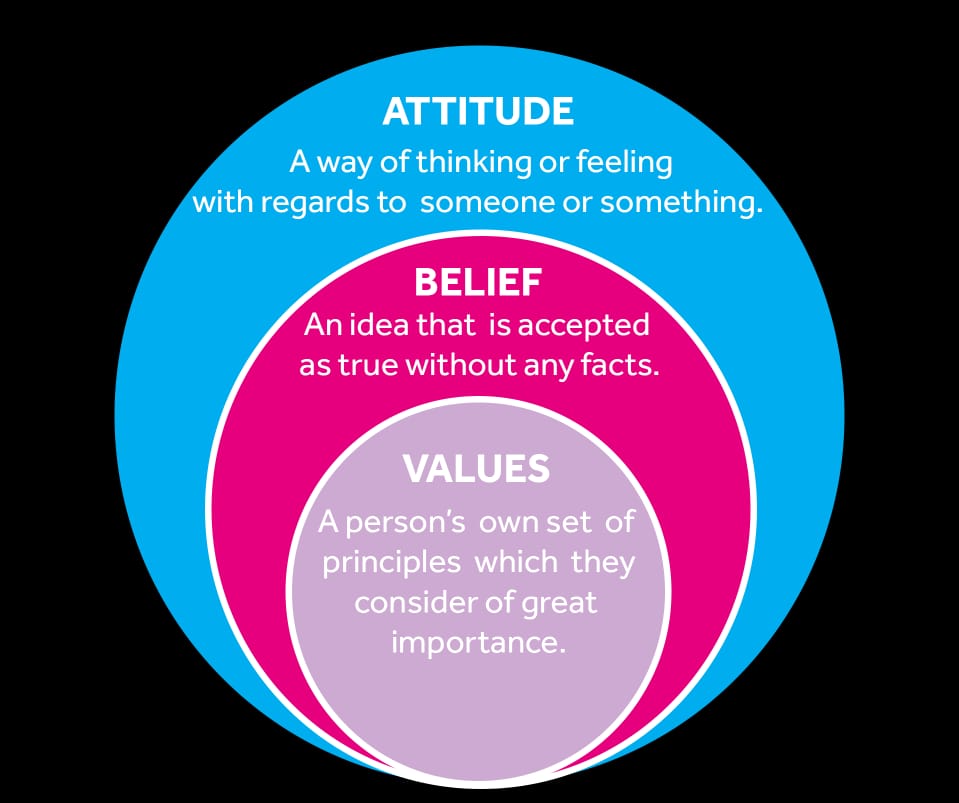 ATTITUDE
A way of thinking or feeling
with regards to someone or something.
BELIEF
An idea that is accepted
as true without any facts.
VALUES
A person's own set of
principles which they
consider of great
importance.